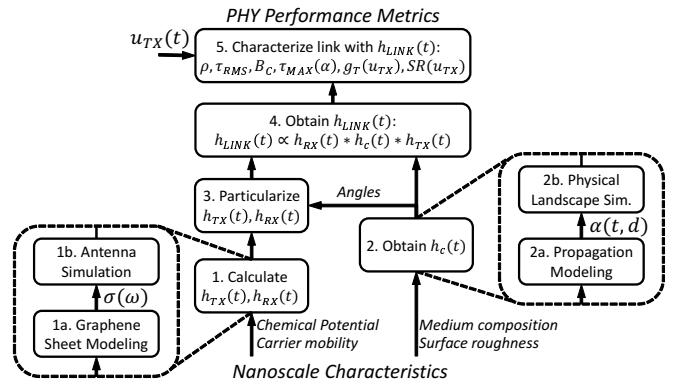 PHY Performance Metrics
u_TX(t)
5. Characterize link with h_LINK(t):
ρ, τ_RMS, B_C, τ_MAX(α), g_T(u_TX), SR(u_TX)
4. Obtain h_LINK(t):
h_LINK(t) ∝ h_RX(t) * h_c(t) * h_TX(t)
3. Particularize
h_TX(t), h_RX(t)
Angles
2b. Physical
Landscape Sim.
α(t, d)
2a. Propagation
Modeling
2. Obtain h_c(t)
1b. Antenna
Simulation
σ(ω)
1a. Graphene
Sheet Modeling
1. Calculate
h_TX(t), h_RX(t)
Chemical Potential
Carrier mobility
Medium composition
Surface roughness
Nanoscale Characteristics